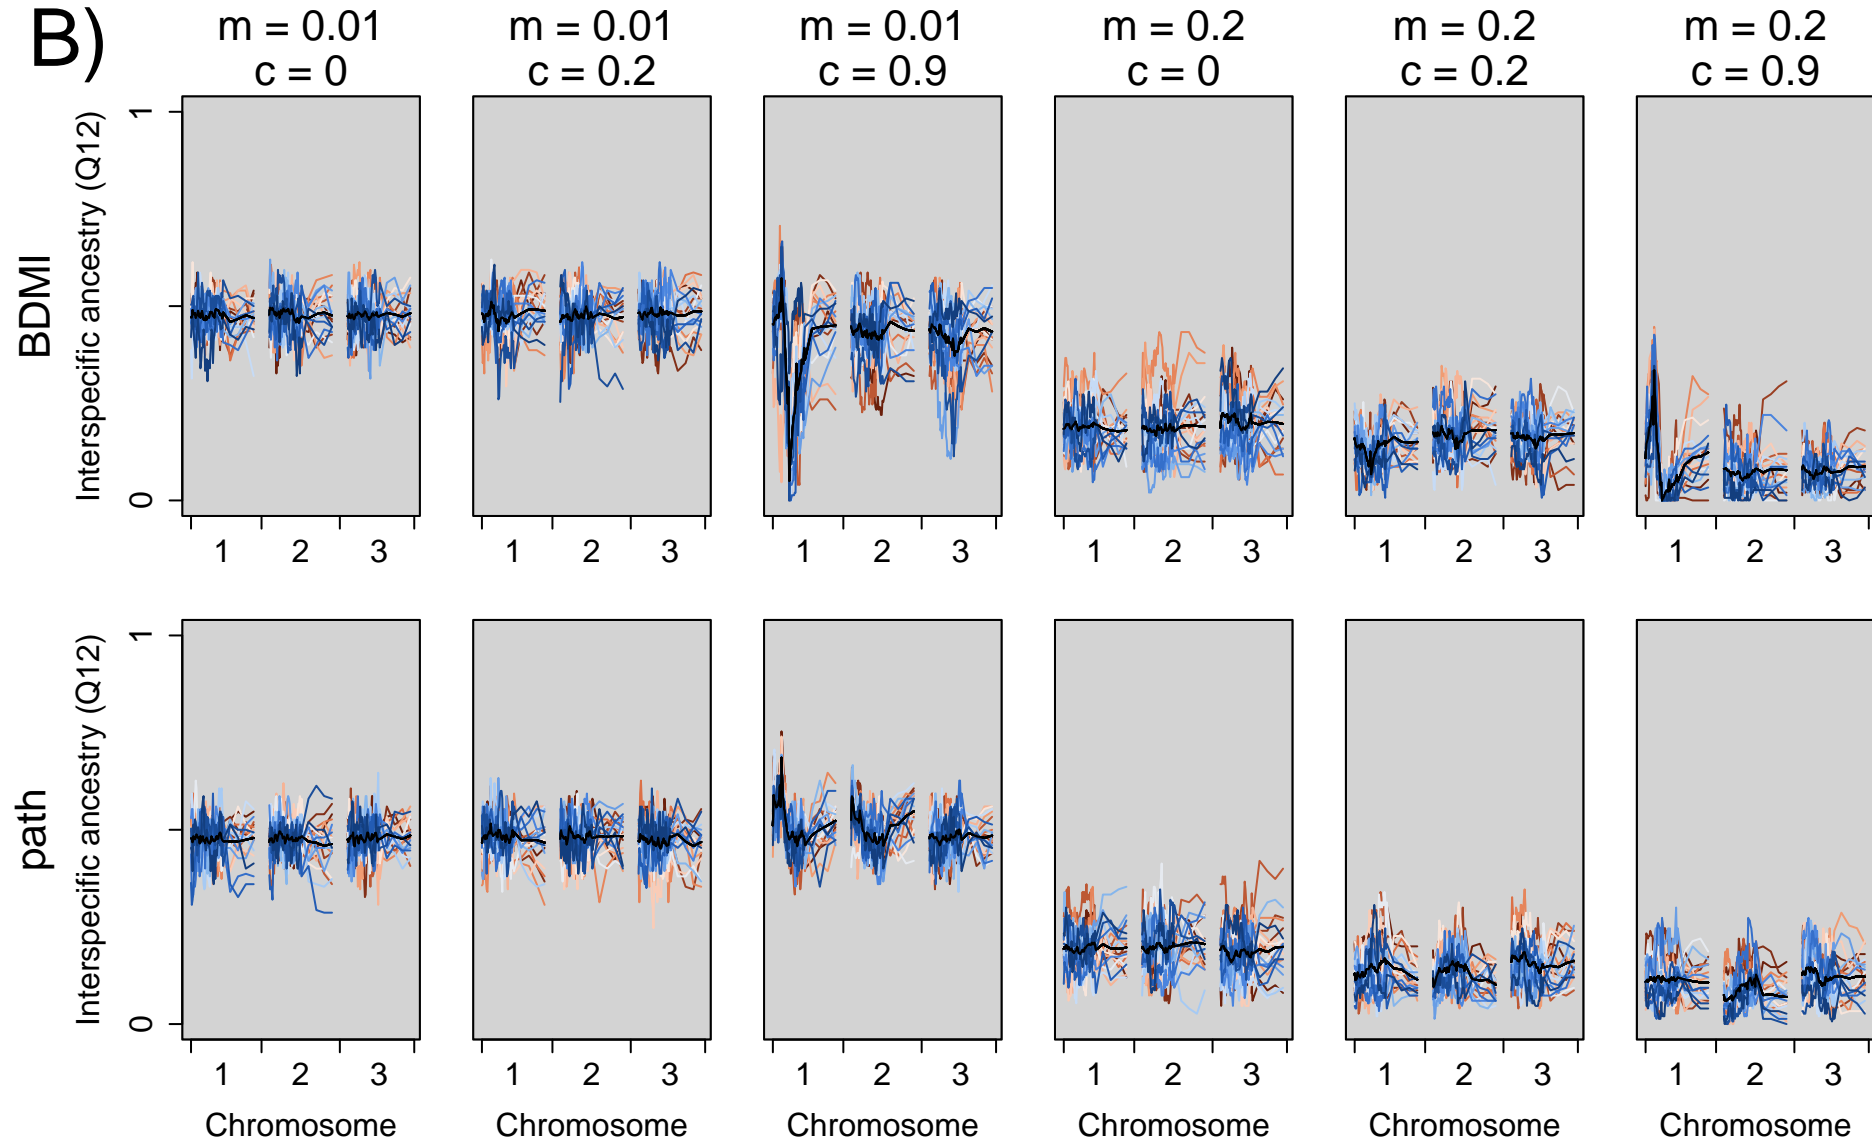 B)
m = 0.01 m = 0.01 m = 0.01 m = 0.2 m = 0.2 m = 0.2
c = 0 c = 0.2 c = 0.9 c = 0 c = 0.2 c = 0.9
BDMI
Interspecific ancestry (Q12)
1
0
1 2 3 1 2 3 1 2 3 1 2 3 1 2 3 1 2 3
path
Interspecific ancestry (Q12)
1
0
1 2 3 1 2 3 1 2 3 1 2 3 1 2 3 1 2 3
Chromosome Chromosome Chromosome Chromosome Chromosome Chromosome